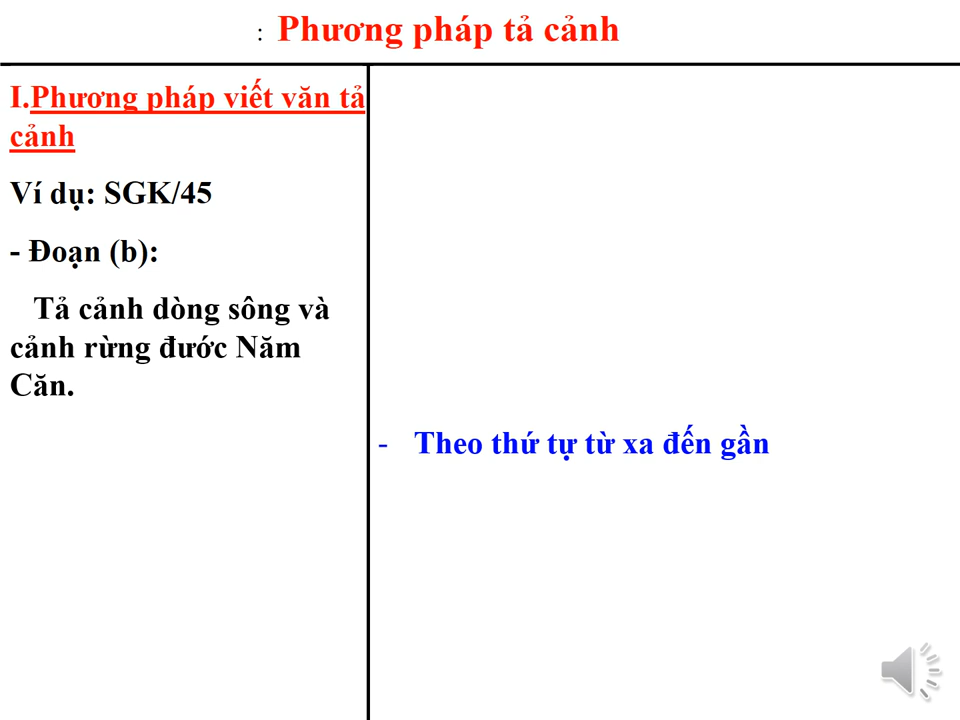 : Phương pháp tả cảnh
I.Phương pháp viết văn tả
cảnh
Ví dụ: SGK/45
- Đoạn (b):
Tả cảnh dòng sông và
cảnh rừng đước Năm
Căn.
- Theo thứ tự từ xa đến gần